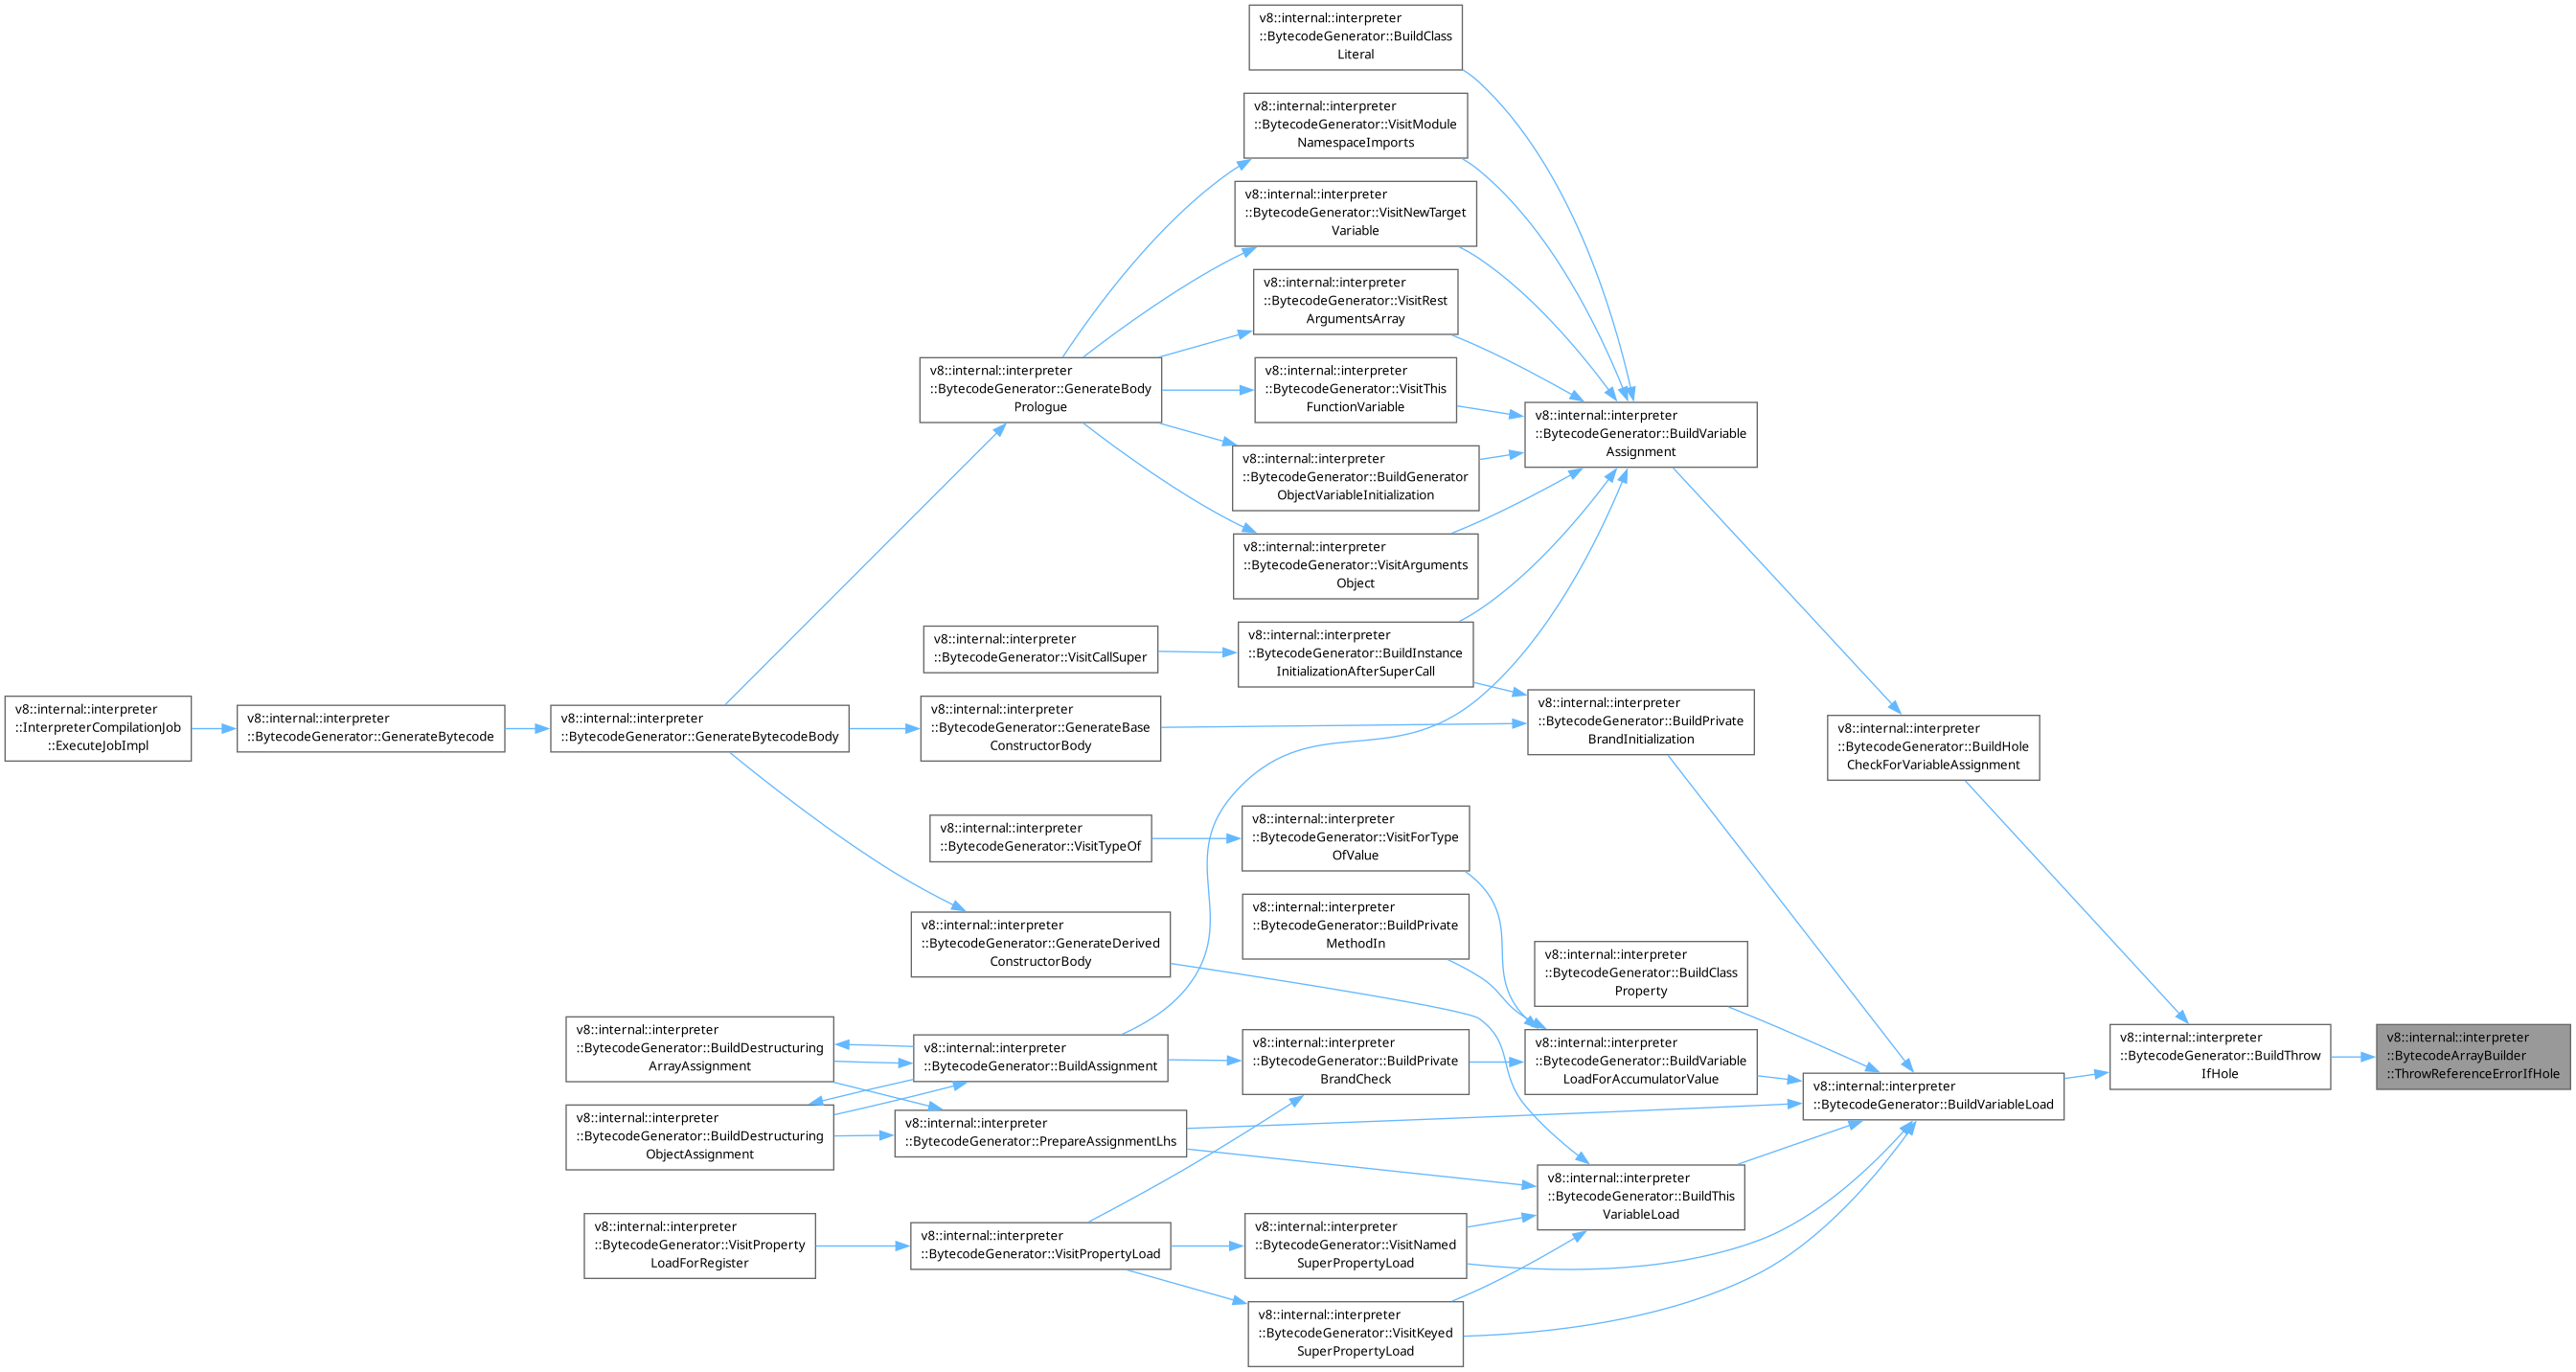 v8::internal::interpreter
::BytecodeGenerator::BuildClass
Literal
v8::internal::interpreter
::BytecodeGenerator::VisitModule
NamespaceImports
v8::internal::interpreter
::BytecodeGenerator::VisitNewTarget
Variable
v8::internal::interpreter
::BytecodeGenerator::VisitRest
ArgumentsArray
v8::internal::interpreter
::BytecodeGenerator::GenerateBody
Prologue
v8::internal::interpreter
::BytecodeGenerator::VisitThis
FunctionVariable
v8::internal::interpreter
::BytecodeGenerator::BuildVariable
Assignment
v8::internal::interpreter
::BytecodeGenerator::BuildGenerator
ObjectVariableInitialization
v8::internal::interpreter
::BytecodeGenerator::VisitArguments
Object
v8::internal::interpreter
::BytecodeGenerator::VisitCallSuper
v8::internal::interpreter
::BytecodeGenerator::BuildInstance
InitializationAfterSuperCall
v8::internal::interpreter
::InterpreterCompilationJob
::ExecuteJobImpl
v8::internal::interpreter
::BytecodeGenerator::GenerateBytecode
v8::internal::interpreter
::BytecodeGenerator::GenerateBytecodeBody
v8::internal::interpreter
::BytecodeGenerator::GenerateBase
ConstructorBody
v8::internal::interpreter
::BytecodeGenerator::BuildPrivate
BrandInitialization
v8::internal::interpreter
::BytecodeGenerator::BuildHole
CheckForVariableAssignment
v8::internal::interpreter
::BytecodeGenerator::VisitTypeOf
v8::internal::interpreter
::BytecodeGenerator::VisitForType
OfValue
v8::internal::interpreter
::BytecodeGenerator::BuildPrivate
MethodIn
v8::internal::interpreter
::BytecodeGenerator::GenerateDerived
ConstructorBody
v8::internal::interpreter
::BytecodeGenerator::BuildClass
Property
v8::internal::interpreter
::BytecodeGenerator::BuildDestructuring
ArrayAssignment
v8::internal::interpreter
::BytecodeGenerator::BuildAssignment
v8::internal::interpreter
::BytecodeGenerator::BuildPrivate
BrandCheck
v8::internal::interpreter
::BytecodeGenerator::BuildVariable
LoadForAccumulatorValue
v8::internal::interpreter
::BytecodeGenerator::BuildThrow
IfHole
v8::internal::interpreter
::BytecodeArrayBuilder
::ThrowReferenceErrorIfHole
v8::internal::interpreter
::BytecodeGenerator::BuildVariableLoad
v8::internal::interpreter
::BytecodeGenerator::BuildDestructuring
ObjectAssignment
v8::internal::interpreter
::BytecodeGenerator::PrepareAssignmentLhs
v8::internal::interpreter
::BytecodeGenerator::BuildThis
VariableLoad
v8::internal::interpreter
::BytecodeGenerator::VisitProperty
LoadForRegister
v8::internal::interpreter
::BytecodeGenerator::VisitPropertyLoad
v8::internal::interpreter
::BytecodeGenerator::VisitNamed
SuperPropertyLoad
v8::internal::interpreter
::BytecodeGenerator::VisitKeyed
SuperPropertyLoad